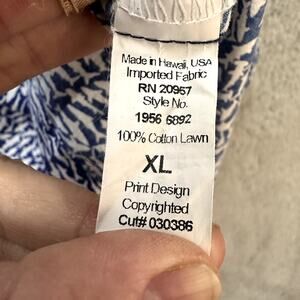 Made in Hawaii, USA
Imported Fabric
RN 20967
Style No.
1956 6892
100% Cotton Lawn
XL
Print Design
Copyrighted
Cut# 030386